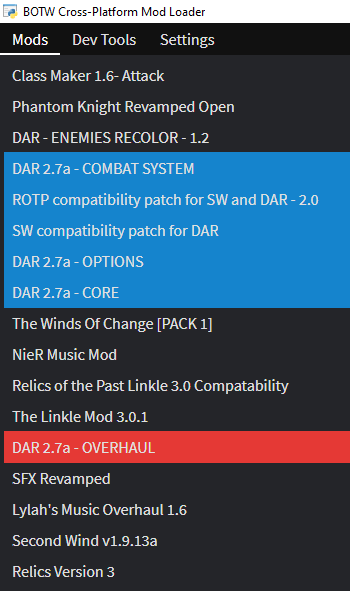 BOTW Cross-Platform Mod Loader
Mods Dev Tools Settings
Class Maker 1.6- Attack
Phantom Knight Revamped Open
DAR - ENEMIES RECOLOR - 1.2
DAR 2.7a - COMBAT SYSTEM
ROTP compatibility patch for SW and DAR - 2.0
SW compatibility patch for DAR
DAR 2.7a - OPTIONS
DAR 2.7a - CORE
The Winds Of Change [PACK 1]
NieR Music Mod
Relics of the Past Linkle 3.0 Compatability
The Linkle Mod 3.0.1
DAR 2.7a - OVERHAUL
SFX Revamped
Lylah's Music Overhaul 1.6
Second Wind v1.9.13a
Relics Version 3